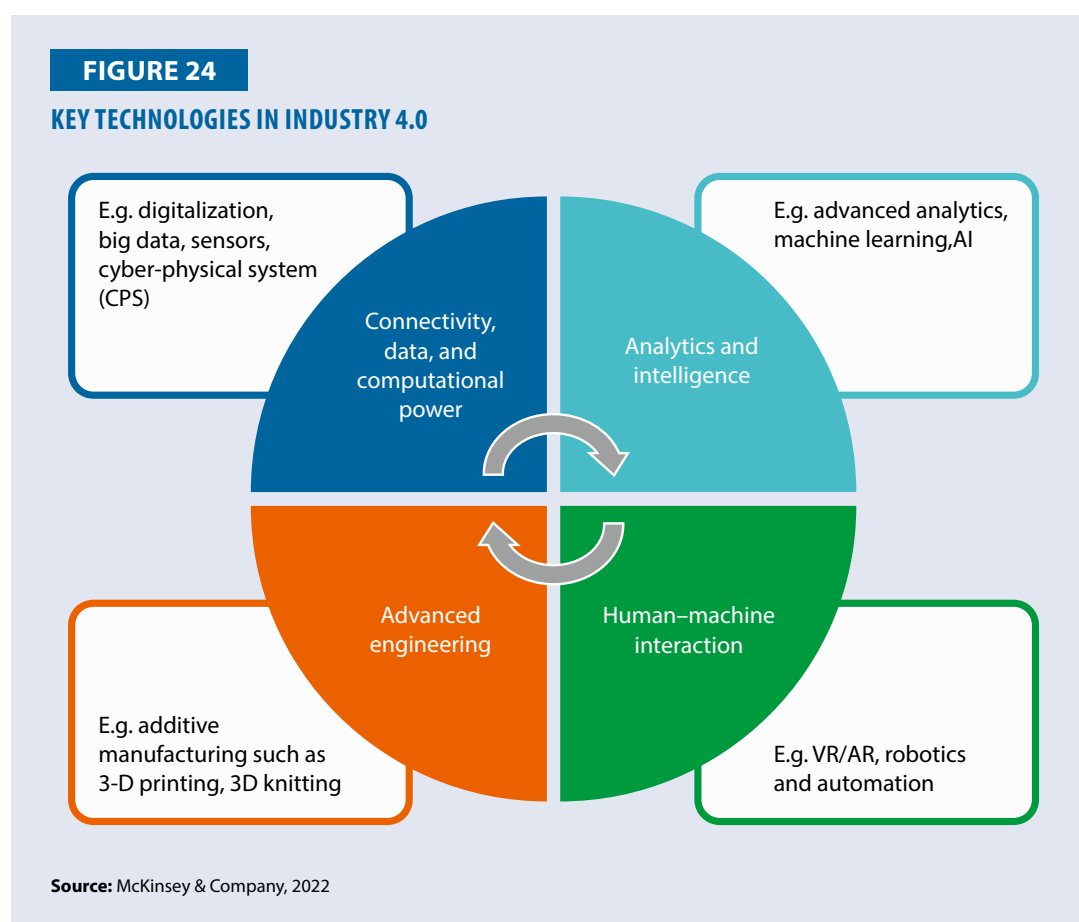 FIGURE 24
KEY TECHNOLOGIES IN INDUSTRY 4.0
E.g. digitalization,
big data, sensors,
cyber-physical system
(CPS)
E.g. advanced analytics,
machine learning,AI
Connectivity,
data, and
computational
power
Analytics and
intelligence
Advanced
engineering
Human–machine
interaction
E.g. additive
manufacturing such as
3-D printing, 3D knitting
E.g. VR/AR, robotics
and automation
Source: McKinsey & Company, 2022